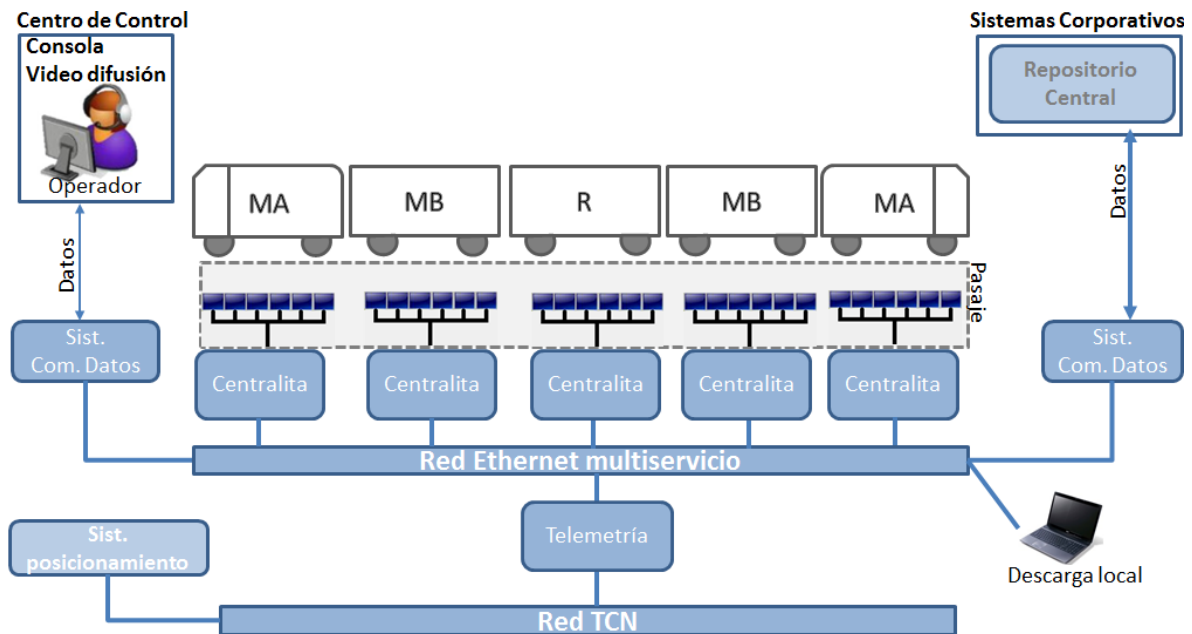 Centro de Control
Consola
Video difusión
Operador
Datos
Sistemas Corporativos
Repositorio
Central
Datos
MA
MB
R
MB
MA
Pasaje
Sist.
Com. Datos
Centralita
Centralita
Centralita
Centralita
Centralita
Sist.
Com. Datos
Red Ethernet multiservicio
Sist.
posicionamiento
Telemetría
Descarga local
Red TCN